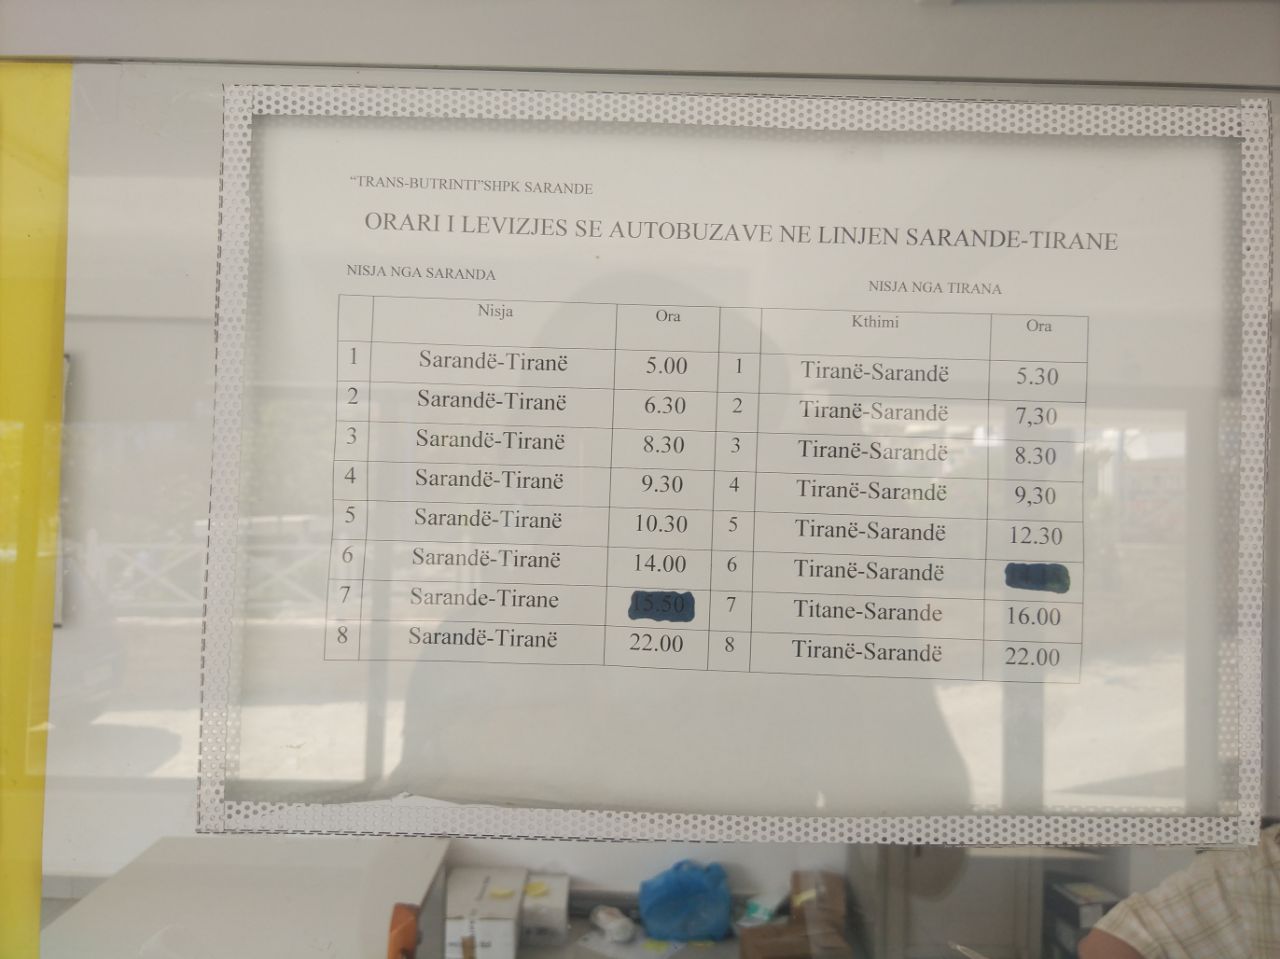 "TRANS-BUTRINTI"SHPK SARANDE
ORARI I LEVIZJES SE AUTOBUZAVE NE LINJEN SARANDE-TIRANE
NISJA NGA SARANDA NISJA NGA TIRANA
Nisja Ora Kthimi Ora
1 Sarandë-Tiranë 5.00 1 Tiranë-Sarandë 5.30
2 Sarandë-Tiranë 6.30 2 Tiranë-Sarandë 7,30
3 Sarandë-Tiranë 8.30 3 Tiranë-Sarandë 8.30
4 Sarandë-Tiranë 9.30 4 Tiranë-Sarandë 9,30
5 Sarandë-Tiranë 10.30 5 Tiranë-Sarandë 12.30
6 Sarandë-Tiranë 14.00 6 Tiranë-Sarandë
7 Sarande-Tirane 15.50 7 Titane-Sarande 16.00
8 Sarandë-Tiranë 22.00 8 Tiranë-Sarandë 22.00